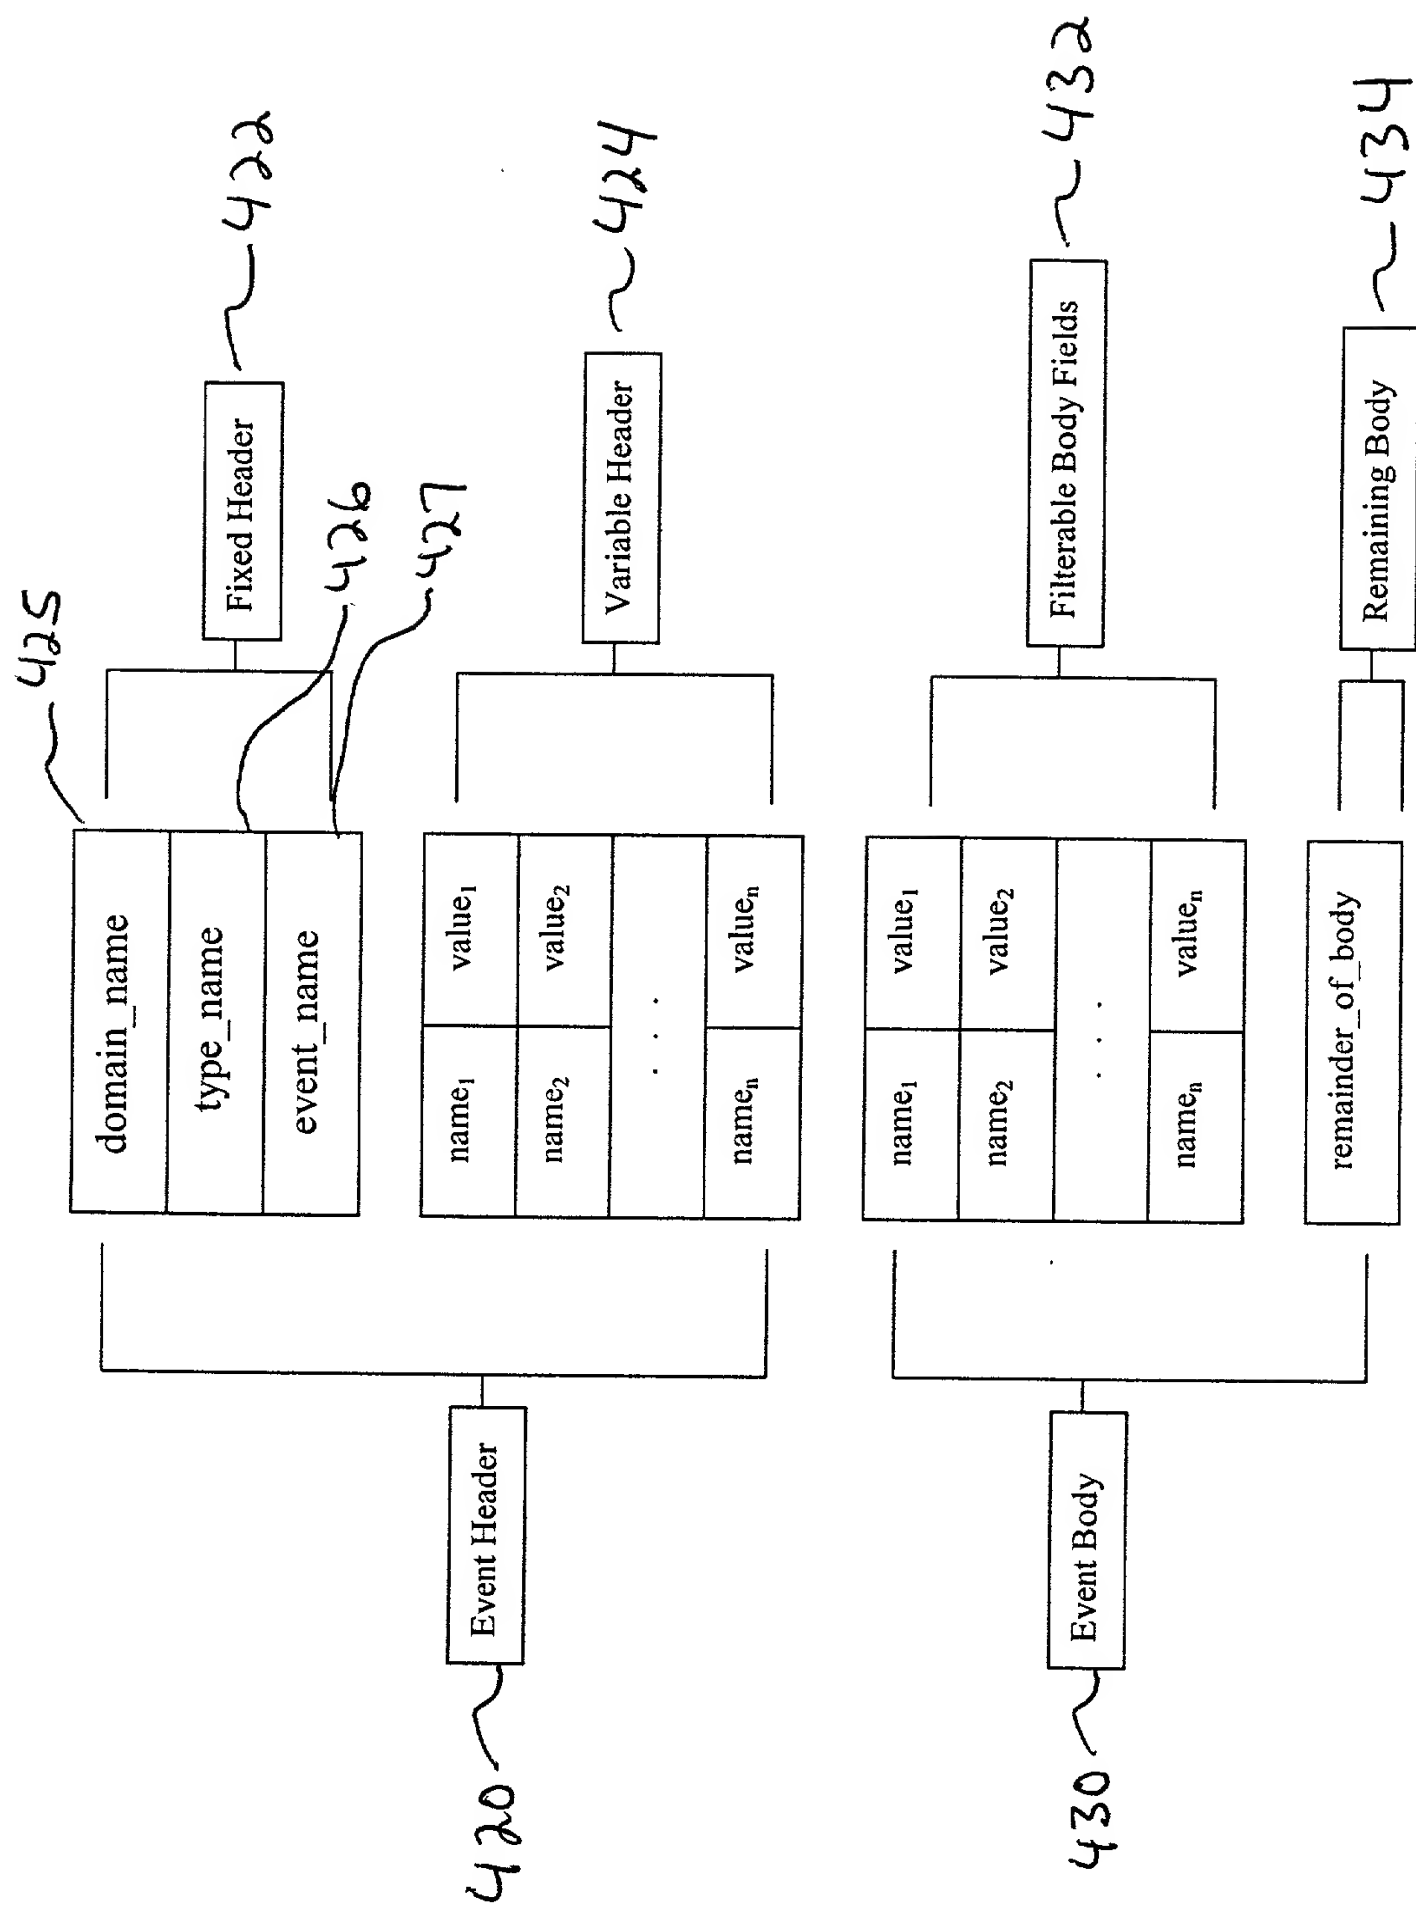 425
domain_name
type_name
event_name
Fixed Header
422
426
427
Event Header
420
name1 value1
name2 value2
. . .
namen valuen
Variable Header
424
Event Body
430
name1 value1
name2 value2
. . .
namen valuen
Filterable Body Fields
432
remainder_of_body
Remaining Body
434